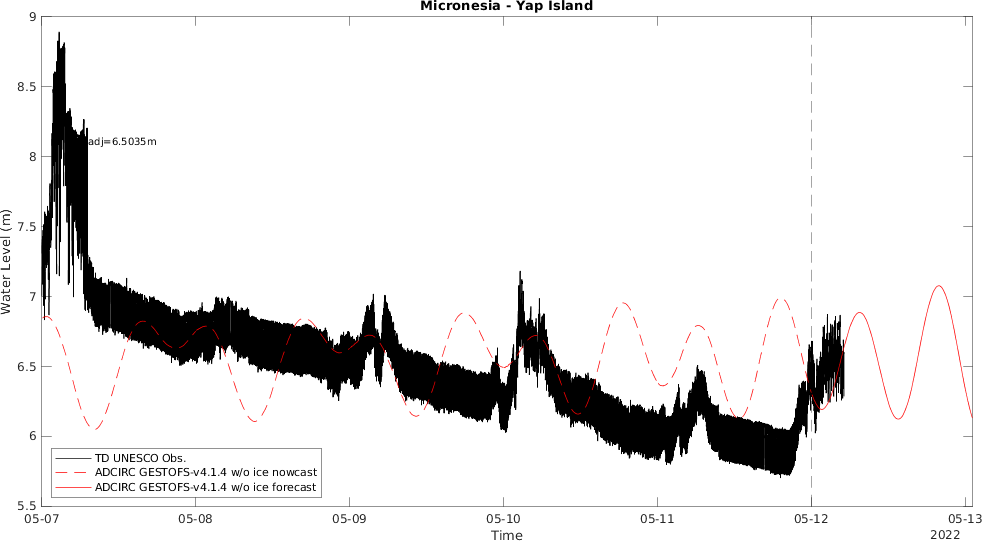 Micronesia - Yap Island
9
8.5
8
7.5
7
6.5
6
5.5
Water Level (m)
adj=6.5035m
TD UNESCO Obs.
ADCIRC GESTOFS-v4.1.4 w/o ice nowcast
ADCIRC GESTOFS-v4.1.4 w/o ice forecast
05-07
05-08
05-09
05-10
05-11
05-12
05-13
Time
2022